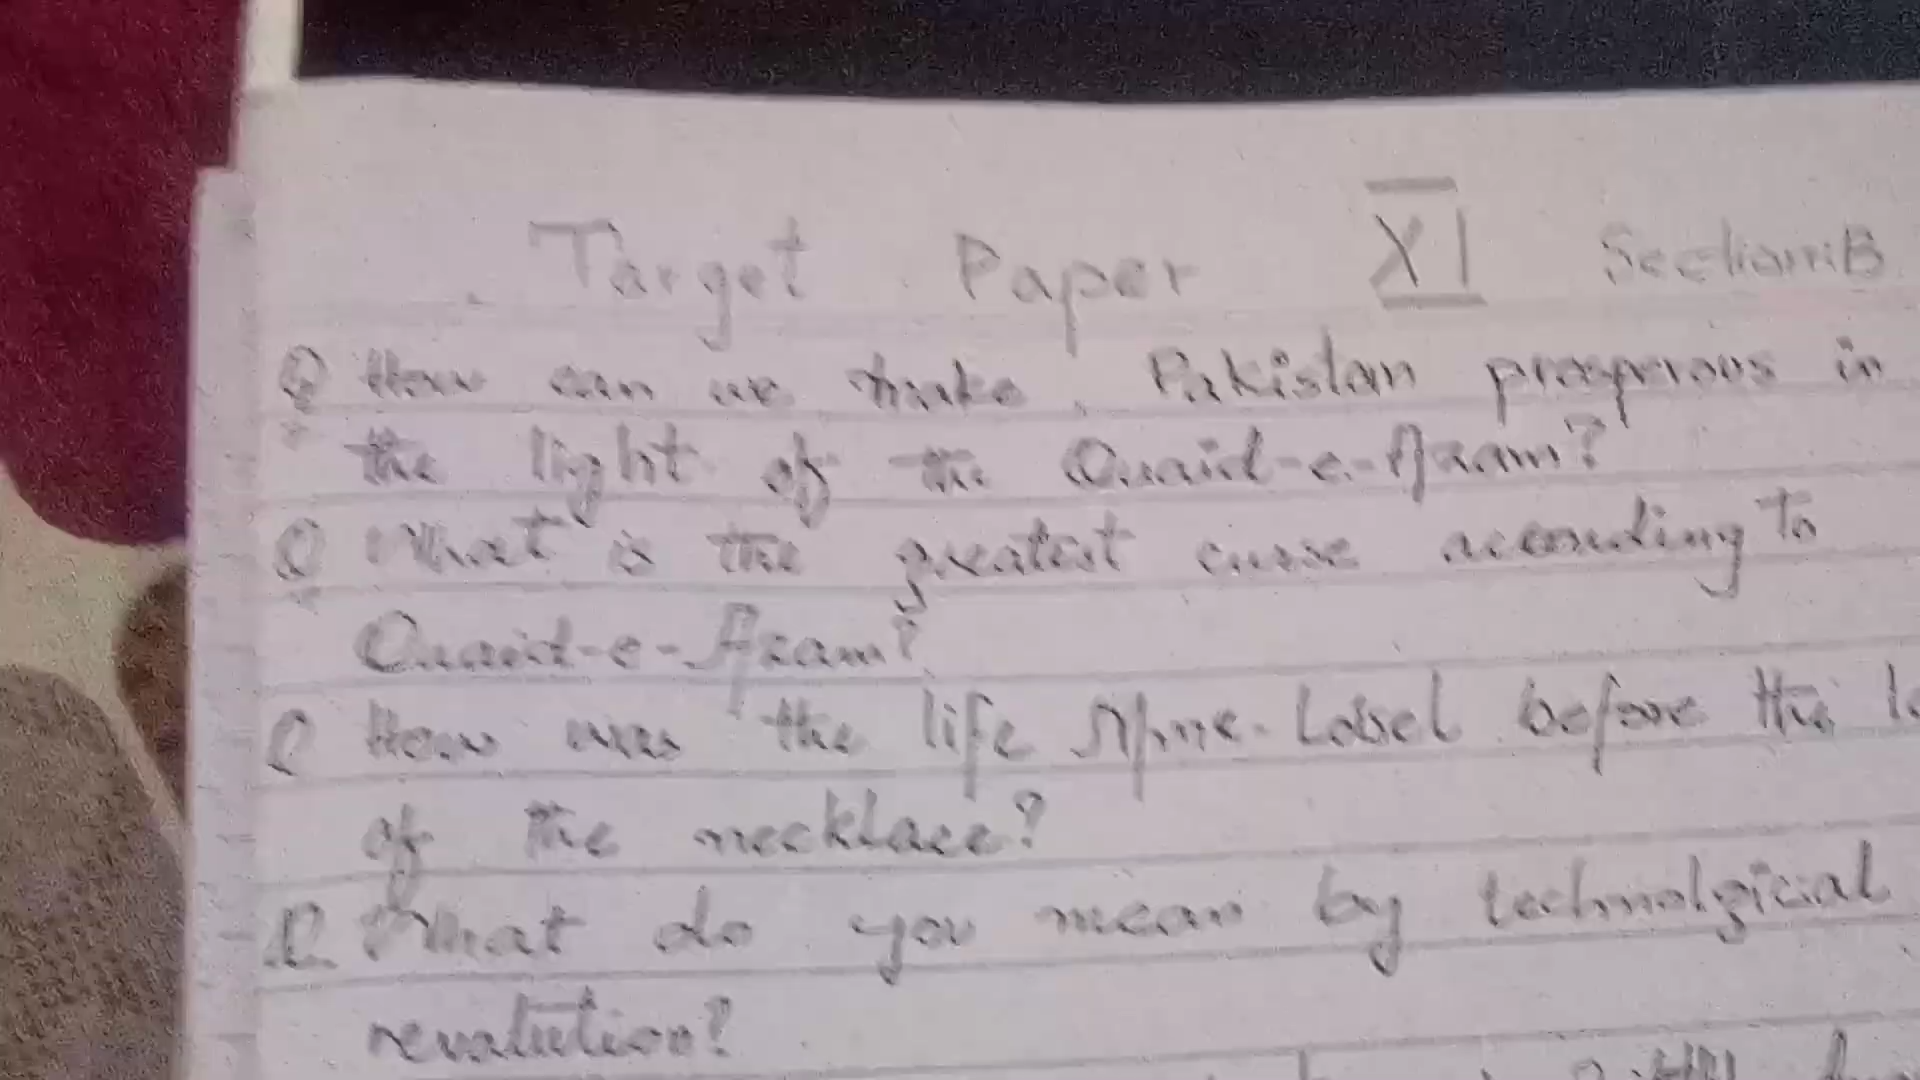 Target Paper XI Section:B
Q How can we make Pakistan prosperous in
the light of the Quaid-e-Azam?
Q What is the greatest curse according to
Quaid-e-Azam?
Q How was the life Mme. Loisel before the
of the necklace?
Q What do you mean by technolgicial
revalution?